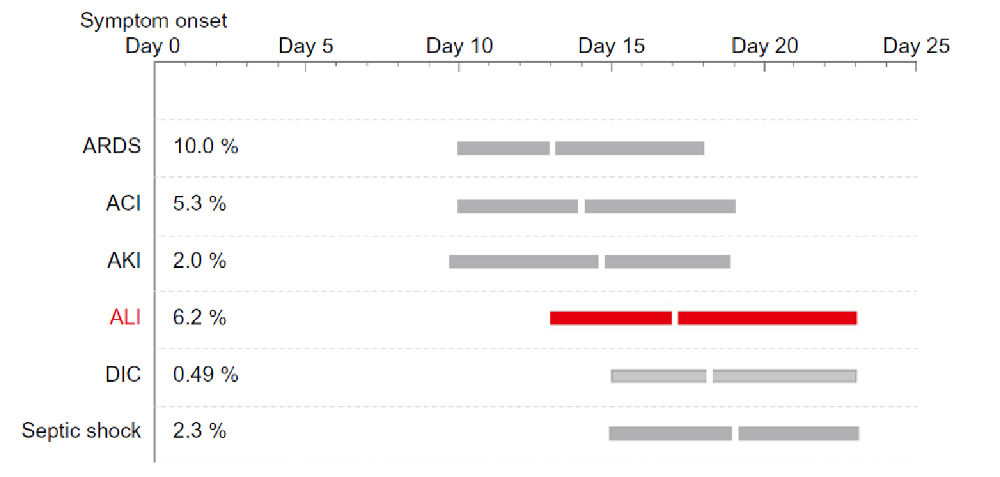 Symptom onset
Day 0 Day 5 Day 10 Day 15 Day 20 Day 25
ARDS 10.0 %
ACI 5.3 %
AKI 2.0 %
ALI 6.2 %
DIC 0.49 %
Septic shock 2.3 %